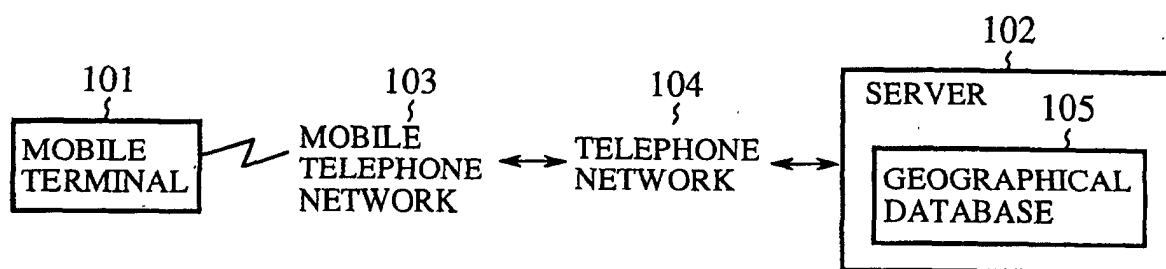 101
MOBILE
TERMINAL
103
MOBILE
TELEPHONE
NETWORK
104
TELEPHONE
NETWORK
102
SERVER
105
GEOGRAPHICAL
DATABASE